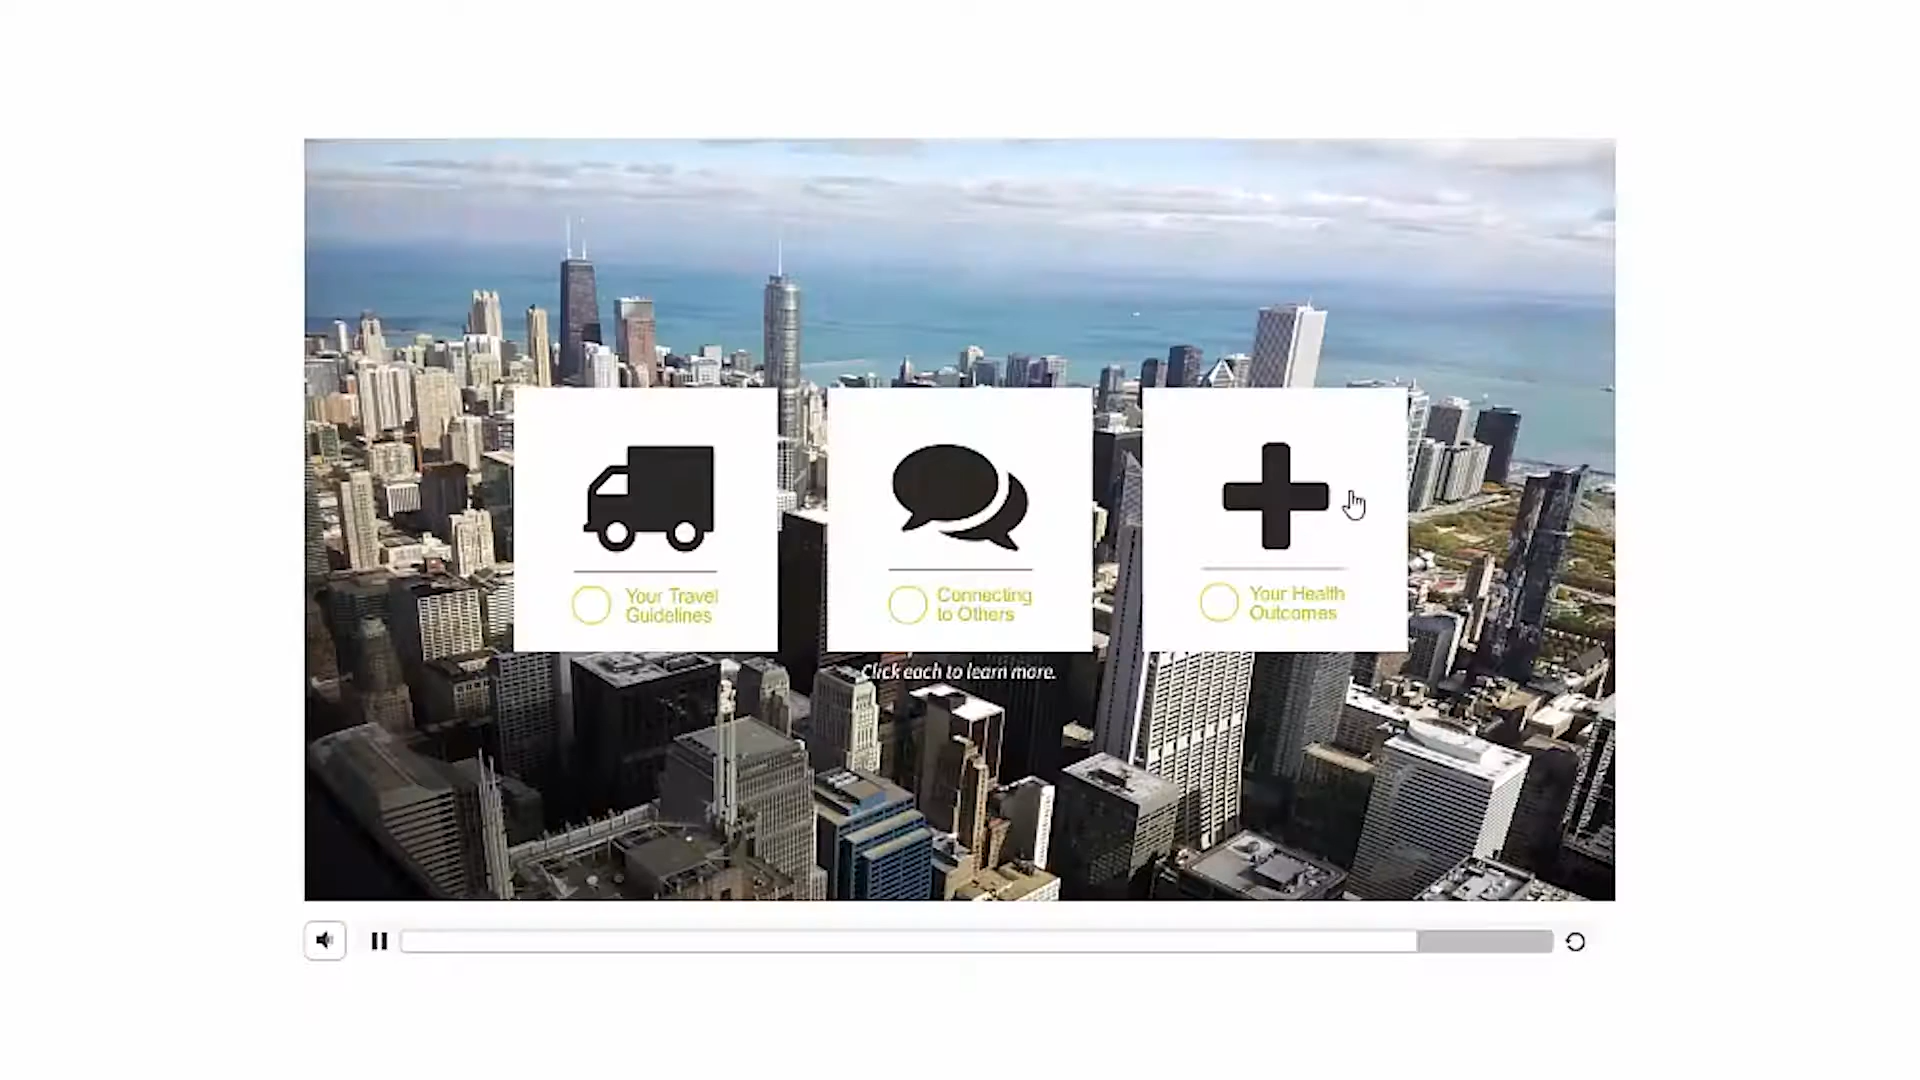 Your Travel
Guidelines
Connecting
to Others
Your Health
Outcomes
Click each to learn more.